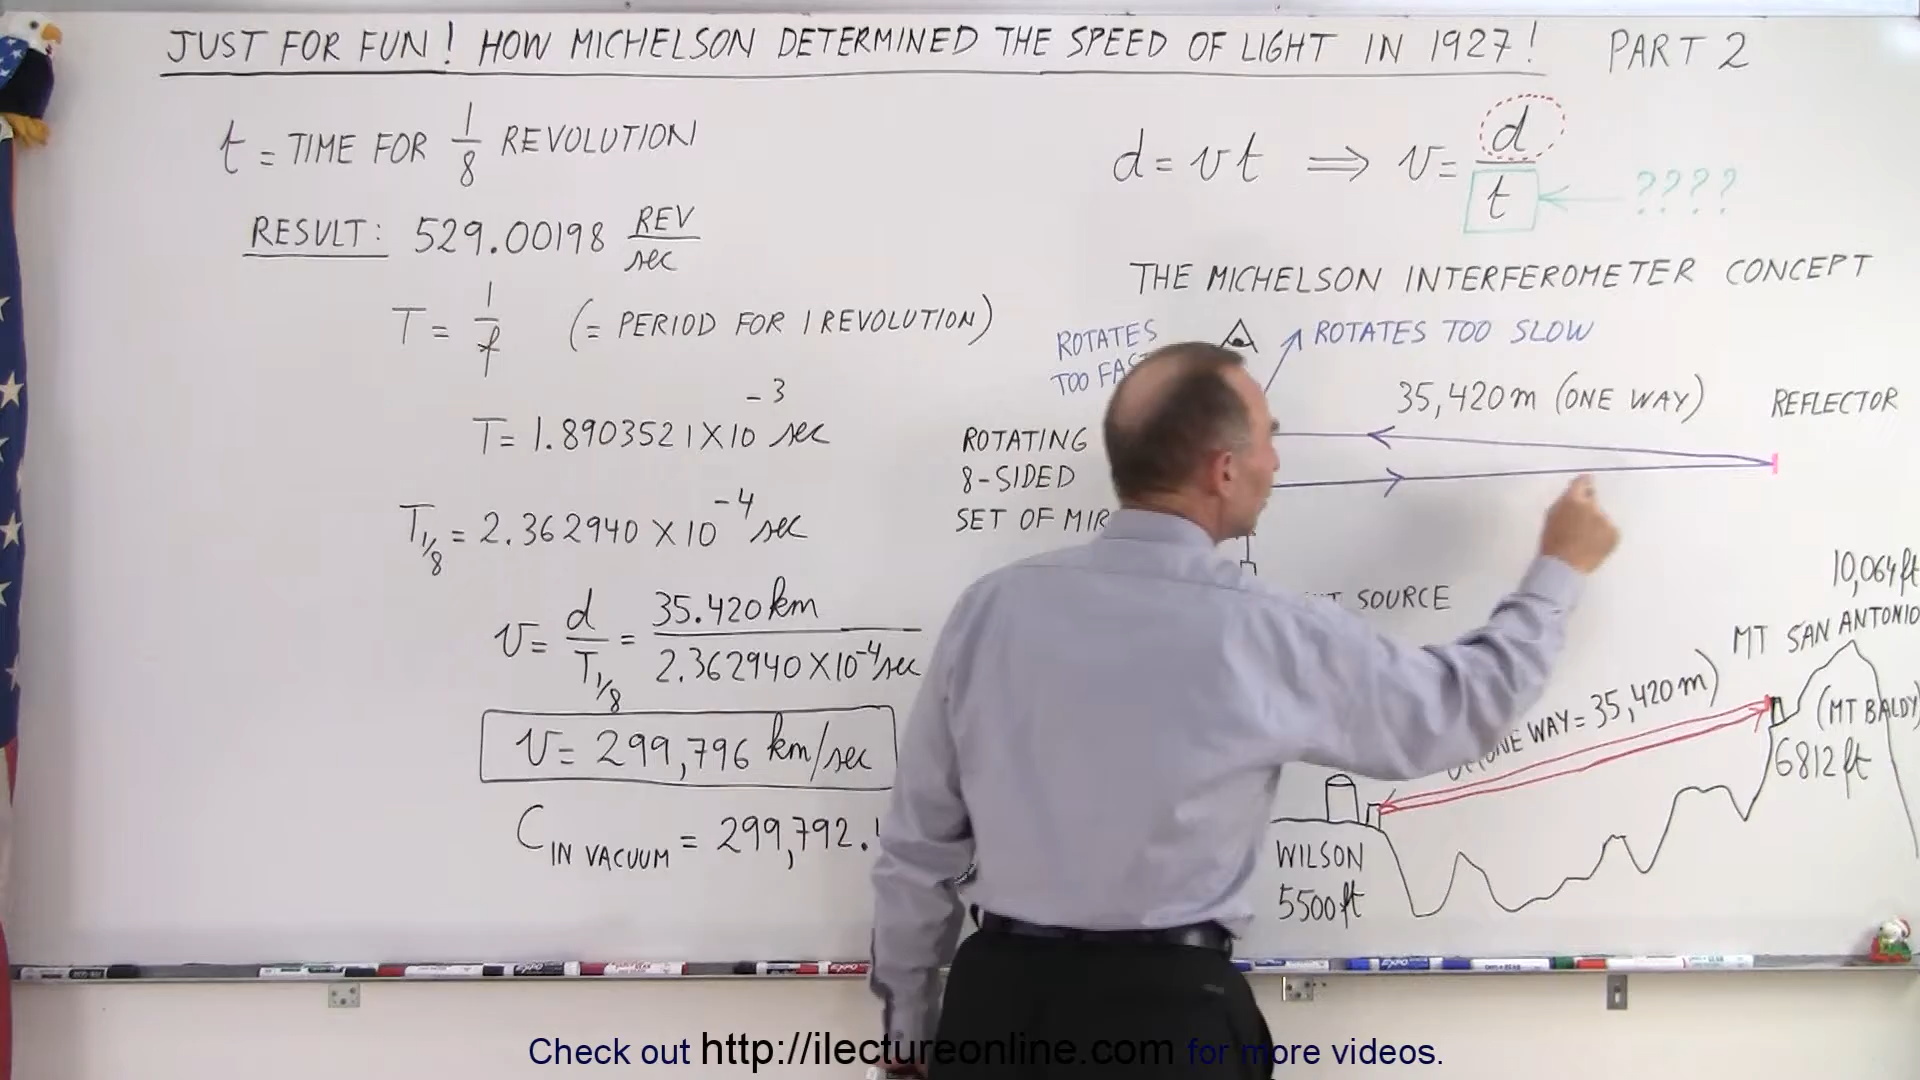 JUST FOR FUN! HOW MICHELSON DETERMINED THE SPEED OF LIGHT IN 1927! PART 2
t = TIME FOR 1/8 REVOLUTION
RESULT: 529.00198 REV/sec
T = 1/f (= PERIOD FOR 1 REVOLUTION)
T = 1.8903521 X 10^-3 sec
T1/8 = 2.362940 X 10^-4 sec
v = d/T1/8 = 35.420 km / 2.362940 X 10^-4 sec
v = 299,796 km/sec
C IN VACUUM = 299,792.
d = vt ⟹ v = d/t ← ????
THE MICHELSON INTERFEROMETER CONCEPT
ROTATES
TOO
ROTATES TOO SLOW
35,420 m (ONE WAY)
REFLECTOR
ROTATING
8-SIDED
SET OF
SOURCE
10,064 ft
MT SAN ANTONIO
(MT BALDY)
6812 ft
ONE WAY = 35,420 m)
WILSON
5500 ft
Check out http://ilectureonline.com for more videos.